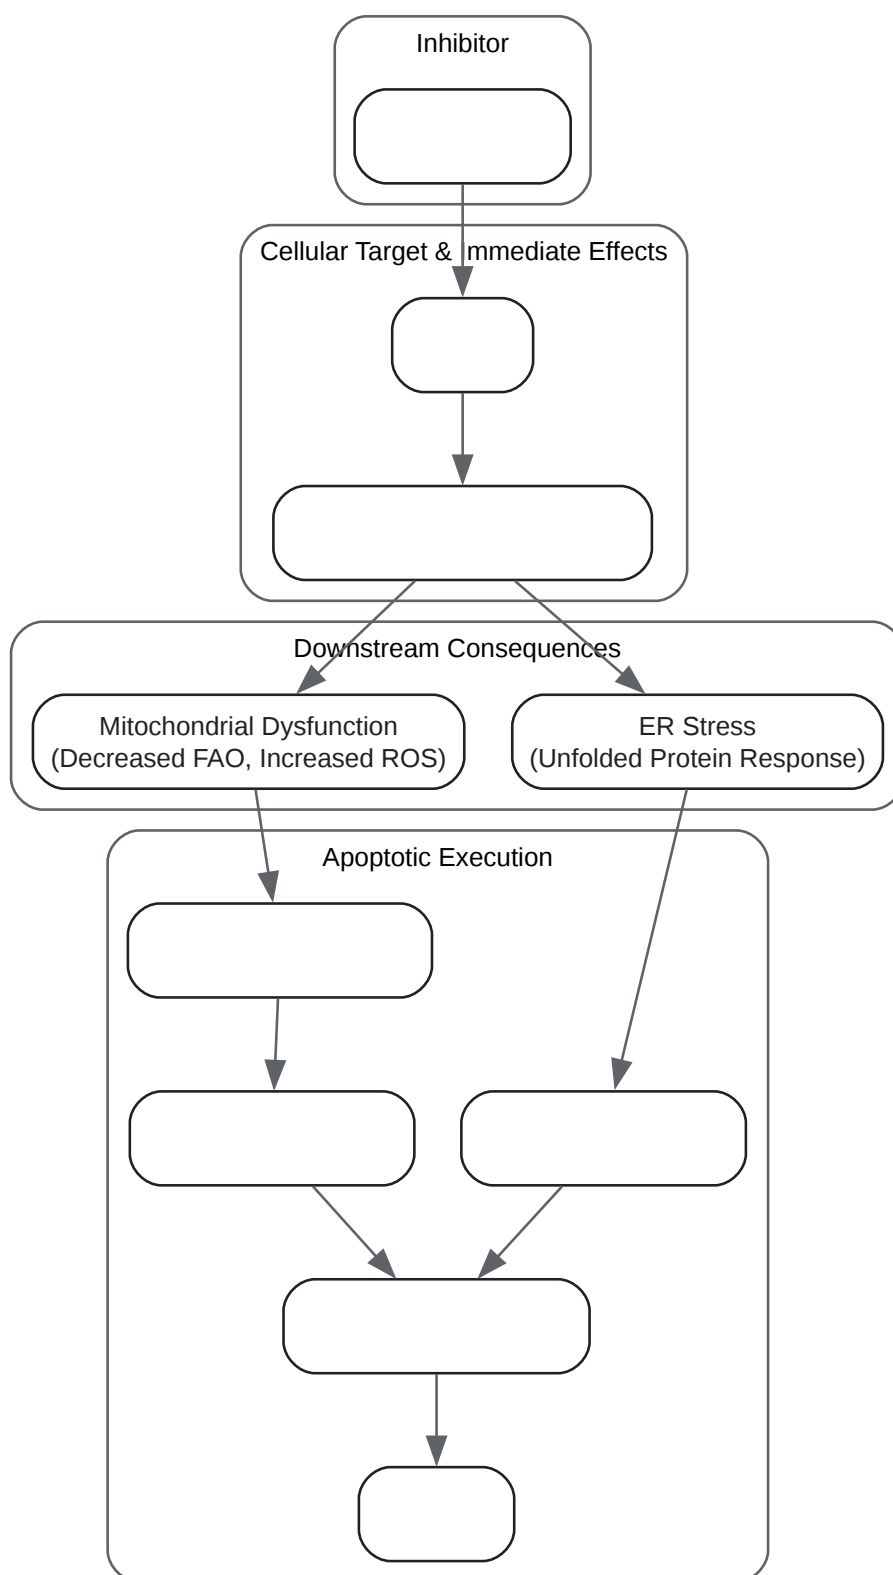 Inhibitor
Cellular Target & Immediate Effects
Downstream Consequences
Mitochondrial Dysfunction
(Decreased FAO, Increased ROS)
ER Stress
(Unfolded Protein Response)
Apoptotic Execution